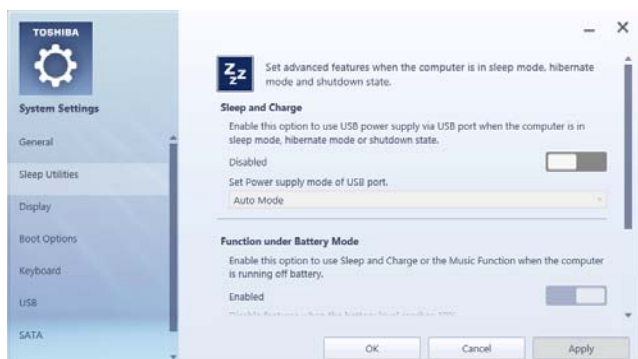 TOSHIBA
System Settings
General
Sleep Utilities
Display
Boot Options
Keyboard
USB
SATA
Set advanced features when the computer is in sleep mode, hibernate
mode and shutdown state.
Sleep and Charge
Enable this option to use USB power supply via USB port when the computer is in
sleep mode, hibernate mode or shutdown state.
Disabled
Set Power supply mode of USB port.
Auto Mode
Function under Battery Mode
Enable this option to use Sleep and Charge or the Music Function when the computer
is running off battery.
Enabled
OK
Cancel
Apply